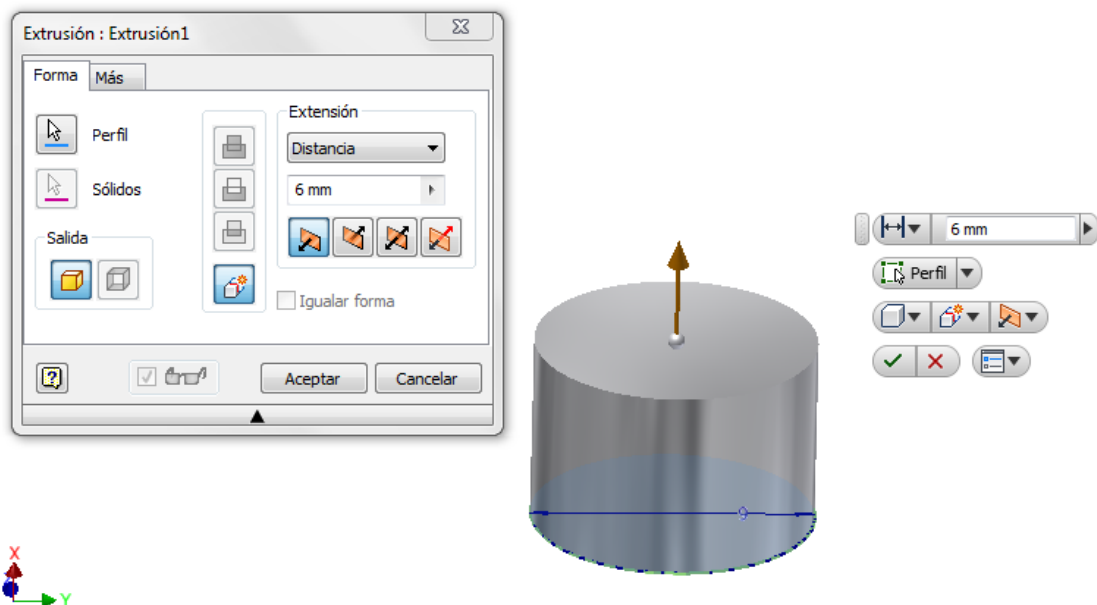 Extrusión : Extrusión1
Forma
Más
Perfil
Sólidos
Salida
Extensión
Distancia
6 mm
Igualar forma
?
Aceptar
Cancelar
6 mm
Perfil
9
X
Y